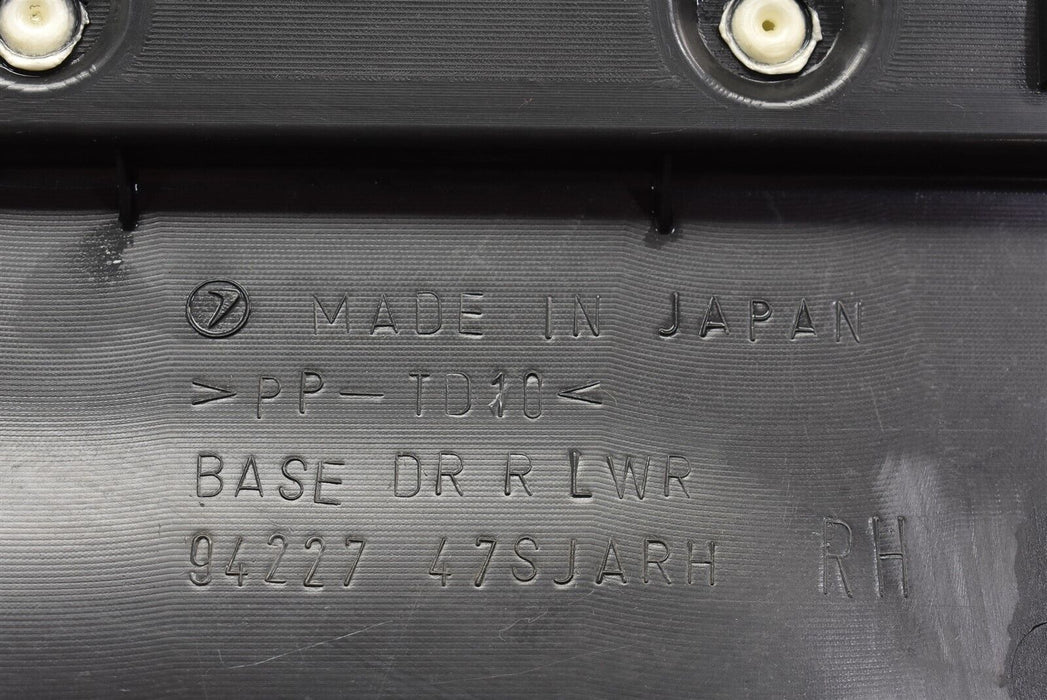 MADE IN JAPAN
>PP-TD10<
BASE DR R LWR
94227 47SJARH RH